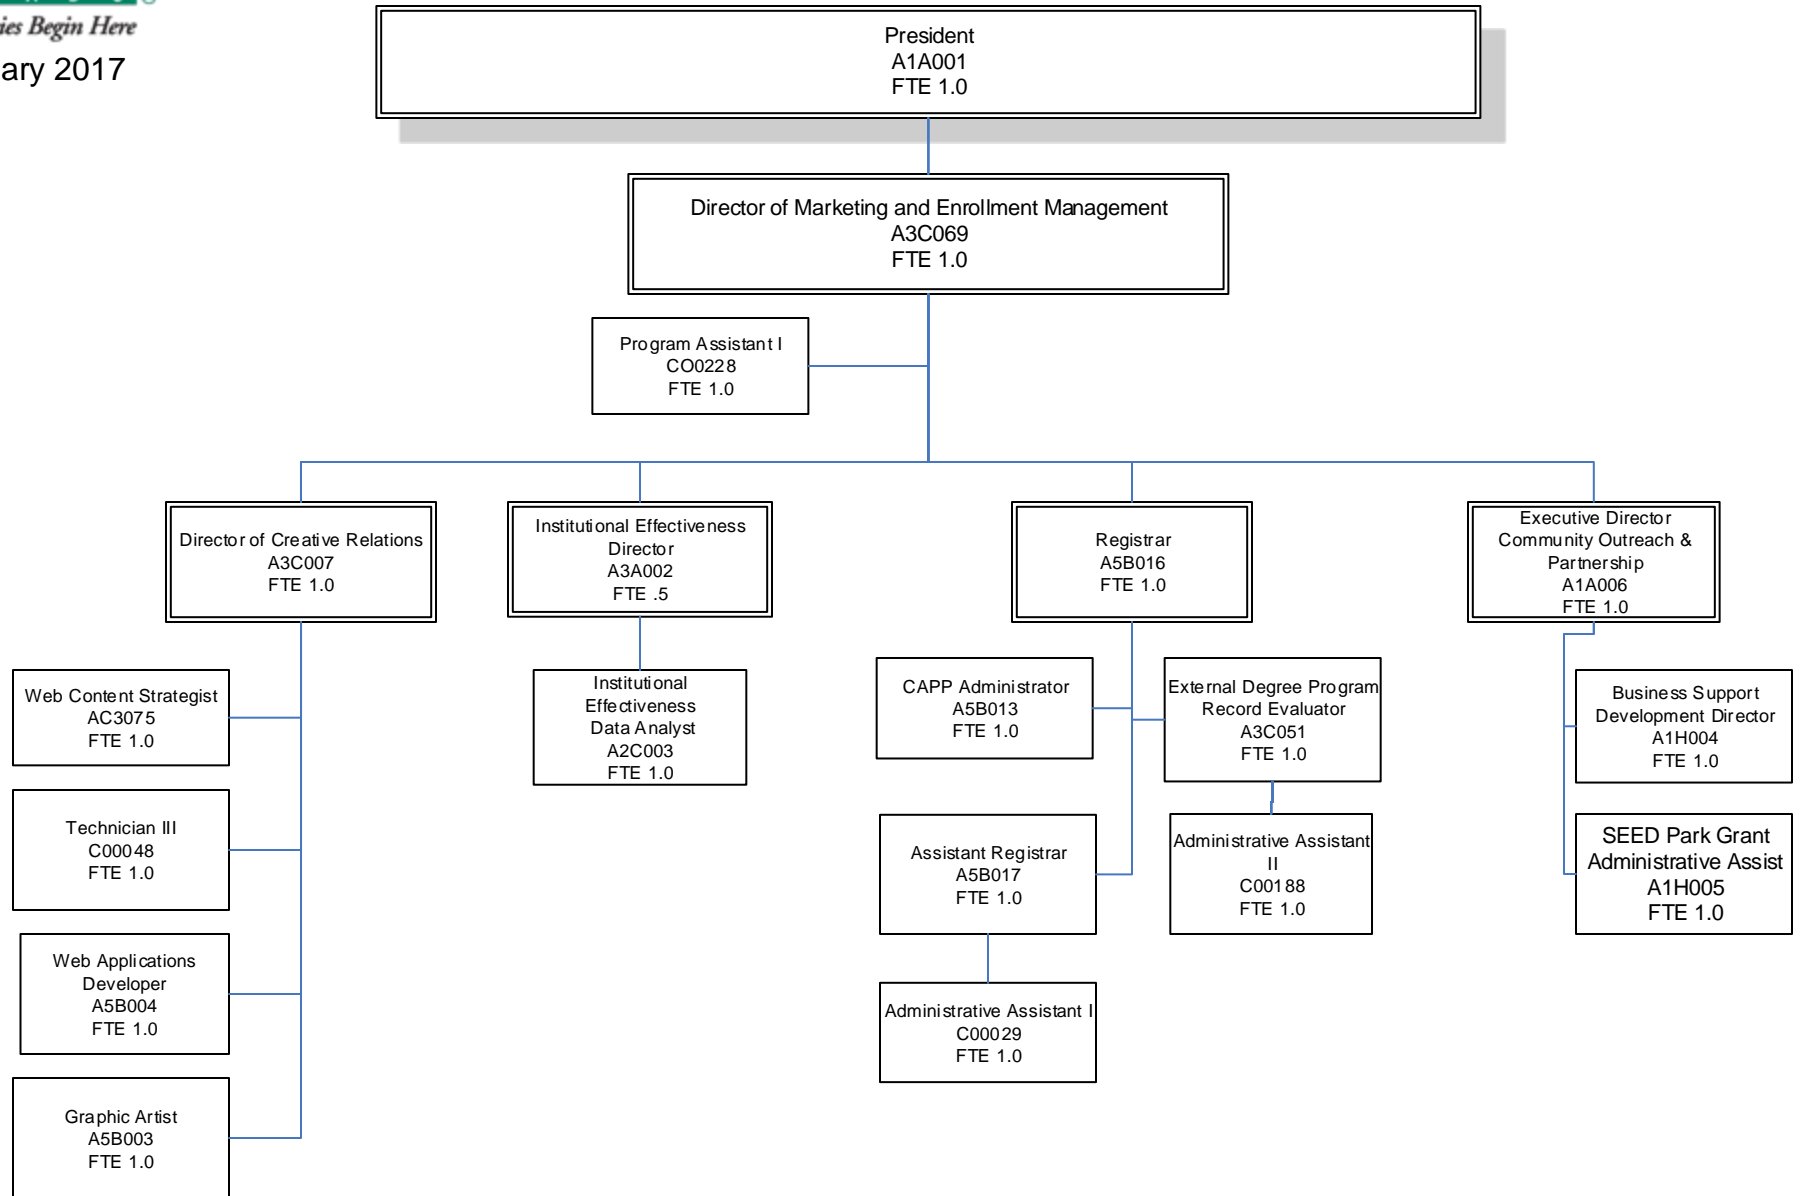 ies Begin Here
ary 2017
President
A1A001
FTE 1.0
Director of Marketing and Enrollment Management
A3C069
FTE 1.0
Program Assistant I
CO0228
FTE 1.0
Director of Creative Relations
A3C007
FTE 1.0
Institutional Effectiveness
Director
A3A002
FTE .5
Registrar
A5B016
FTE 1.0
Executive Director
Community Outreach &
Partnership
A1A006
FTE 1.0
Web Content Strategist
AC3075
FTE 1.0
Technician III
C00048
FTE 1.0
Web Applications
Developer
A5B004
FTE 1.0
Graphic Artist
A5B003
FTE 1.0
Institutional
Effectiveness
Data Analyst
A2C003
FTE 1.0
CAPP Administrator
A5B013
FTE 1.0
External Degree Program
Record Evaluator
A3C051
FTE 1.0
Assistant Registrar
A5B017
FTE 1.0
Administrative Assistant
II
C00188
FTE 1.0
Administrative Assistant I
C00029
FTE 1.0
Business Support
Development Director
A1H004
FTE 1.0
SEED Park Grant
Administrative Assist
A1H005
FTE 1.0